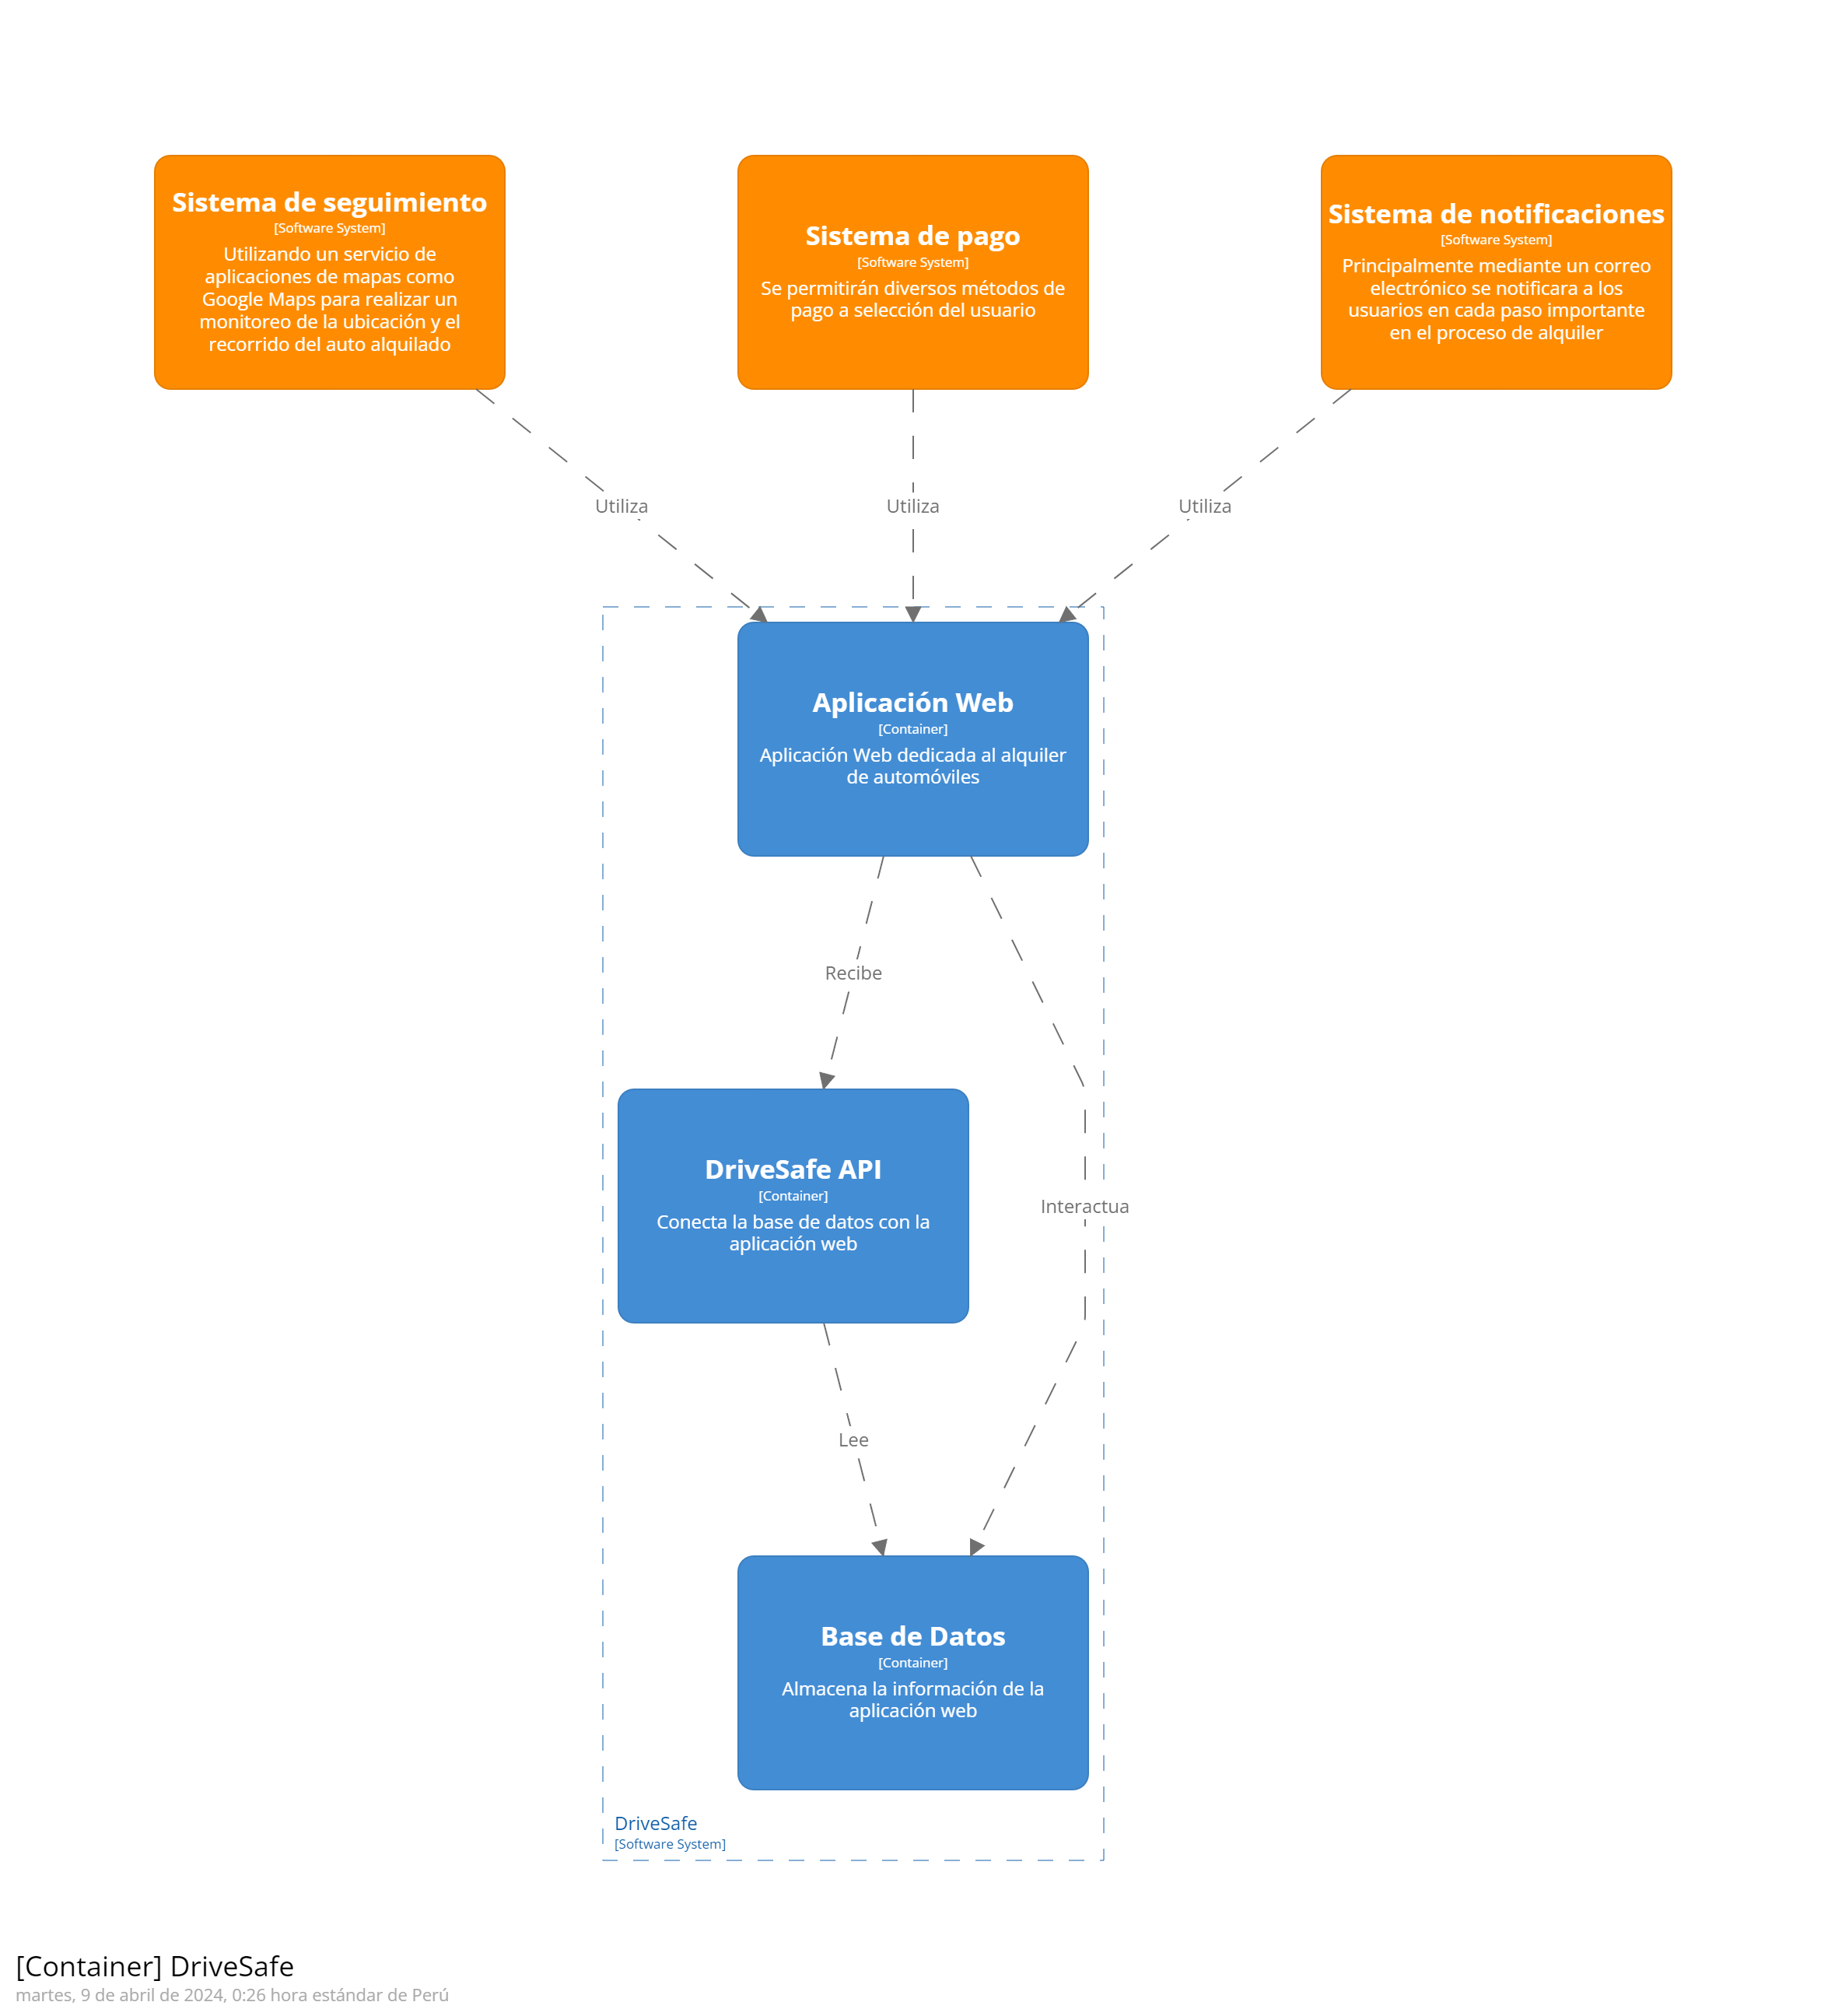 Sistema de seguimiento
[Software System]
Utilizando un servicio de
aplicaciones de mapas como
Google Maps para realizar un
monitoreo de la ubicación y el
recorrido del auto alquilado
Sistema de pago
[Software System]
Se permitirán diversos métodos de
pago a selección del usuario
Sistema de notificaciones
[Software System]
Principalmente mediante un correo
electrónico se notificara a los
usuarios en cada paso importante
en el proceso de alquiler
Utiliza
Utiliza
Utiliza
Aplicación Web
[Container]
Aplicación Web dedicada al alquiler
de automóviles
Recibe
DriveSafe API
[Container]
Conecta la base de datos con la
aplicación web
Interactua
Lee
Base de Datos
[Container]
Almacena la información de la
aplicación web
DriveSafe
[Software System]
[Container] DriveSafe
martes, 9 de abril de 2024, 0:26 hora estándar de Perú